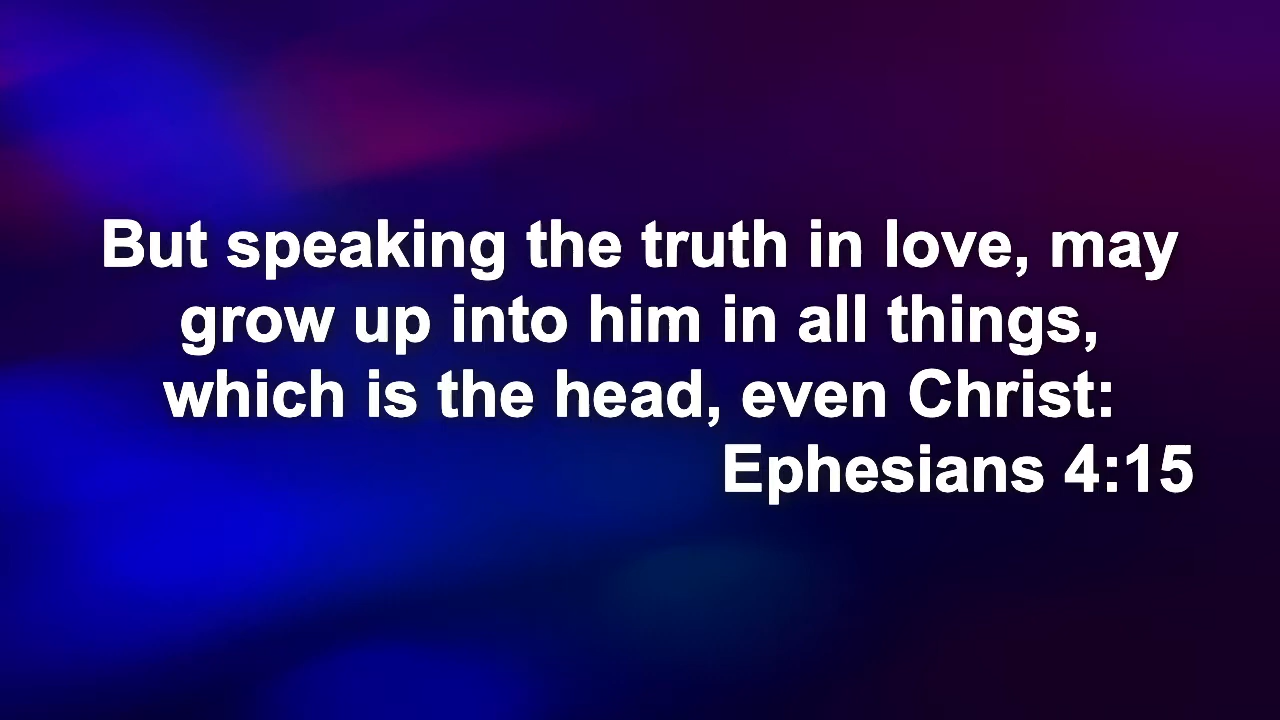 But speaking the truth in love, may
grow up into him in all things,
which is the head, even Christ:
Ephesians 4:15